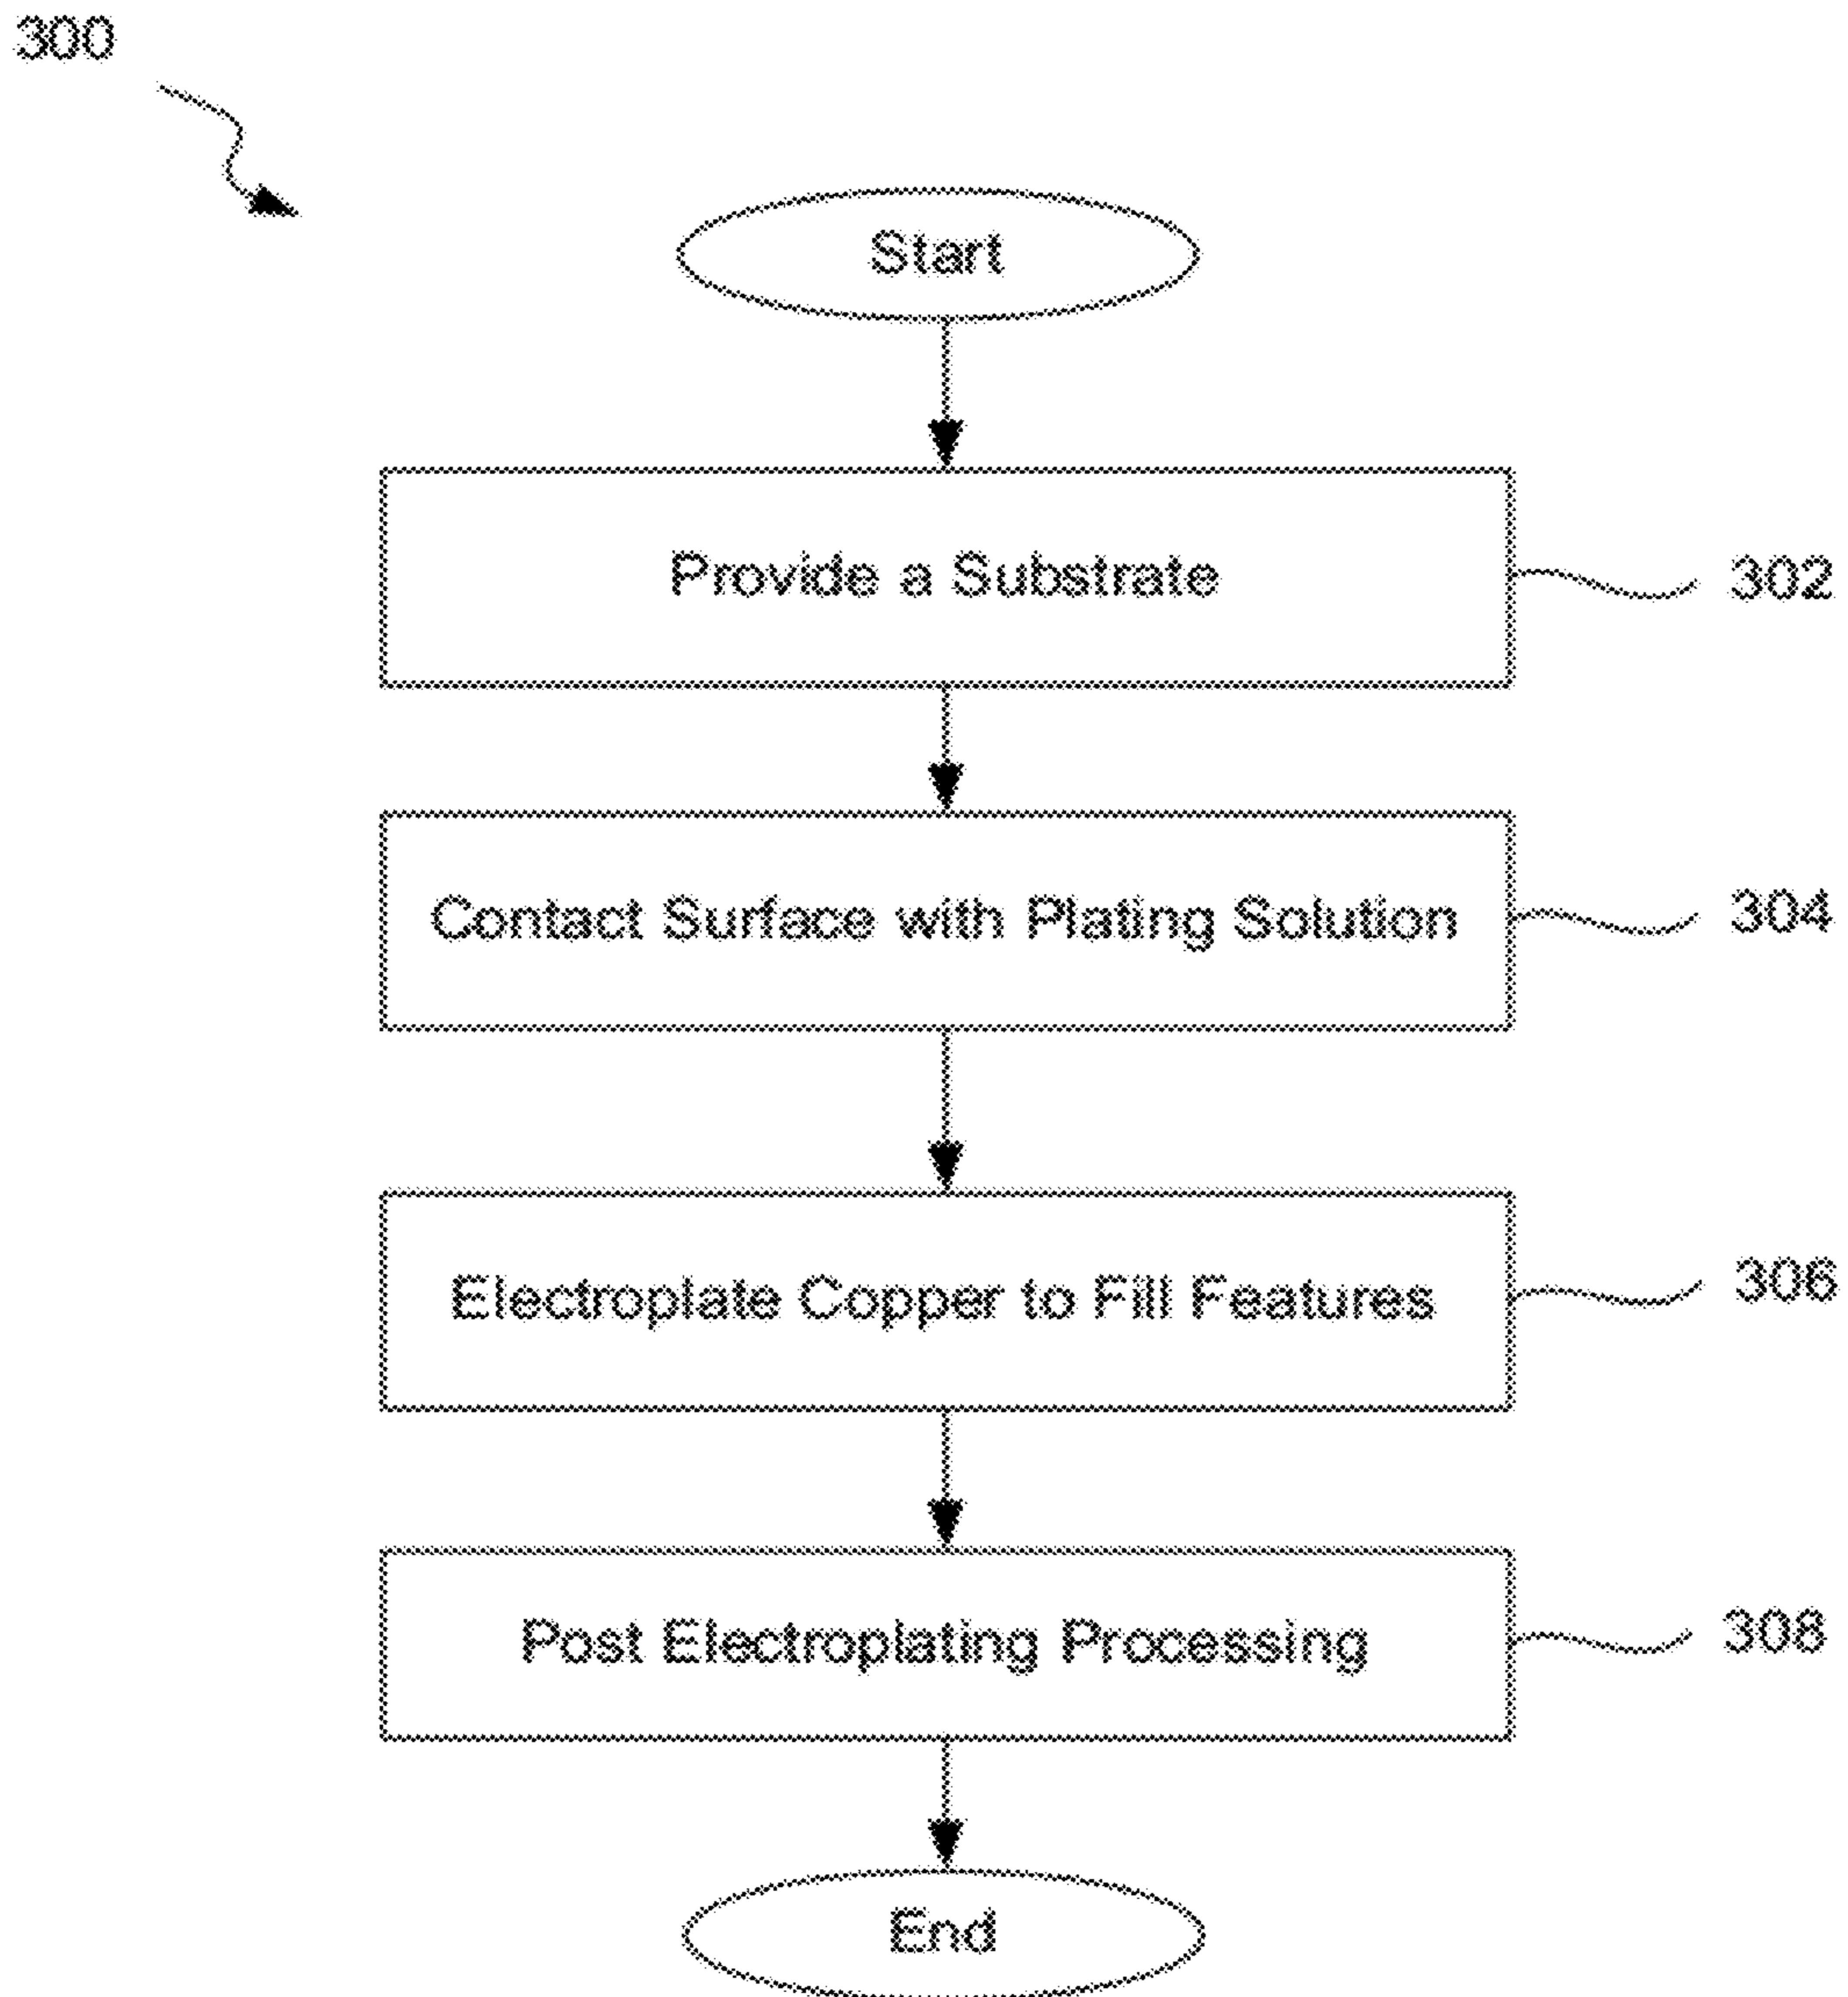 300
Start
Provide a Substrate
302
Contact Surface with Plating Solution
304
Electroplate Copper to Fill Features
306
Post Electroplating Processing
308
End